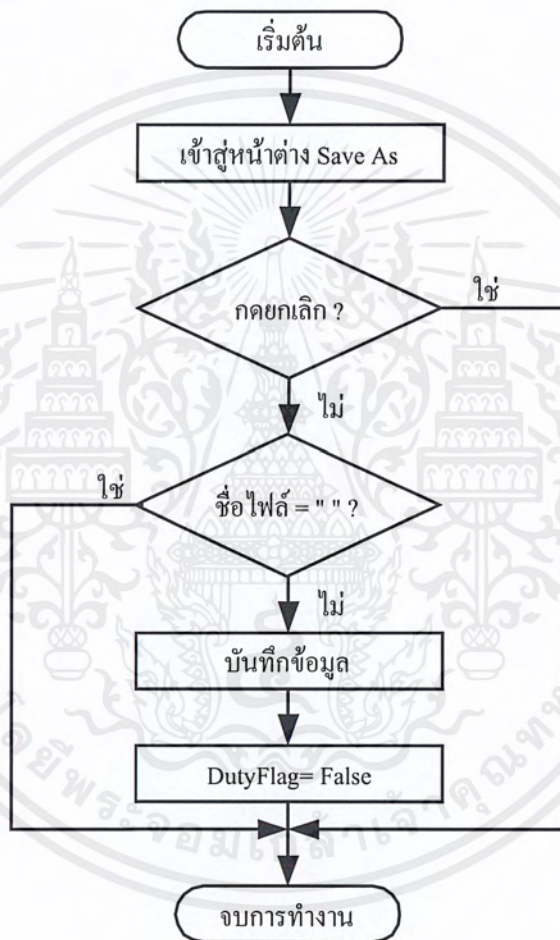 เริ่มต้น
เข้าสู่หน้าต่าง Save As
กดยกเลิก ?
ใช่
ไม่
ใช่
ชื่อไฟล์ = " " ?
ไม่
บันทึกข้อมูล
DutyFlag= False
จบการทำงาน